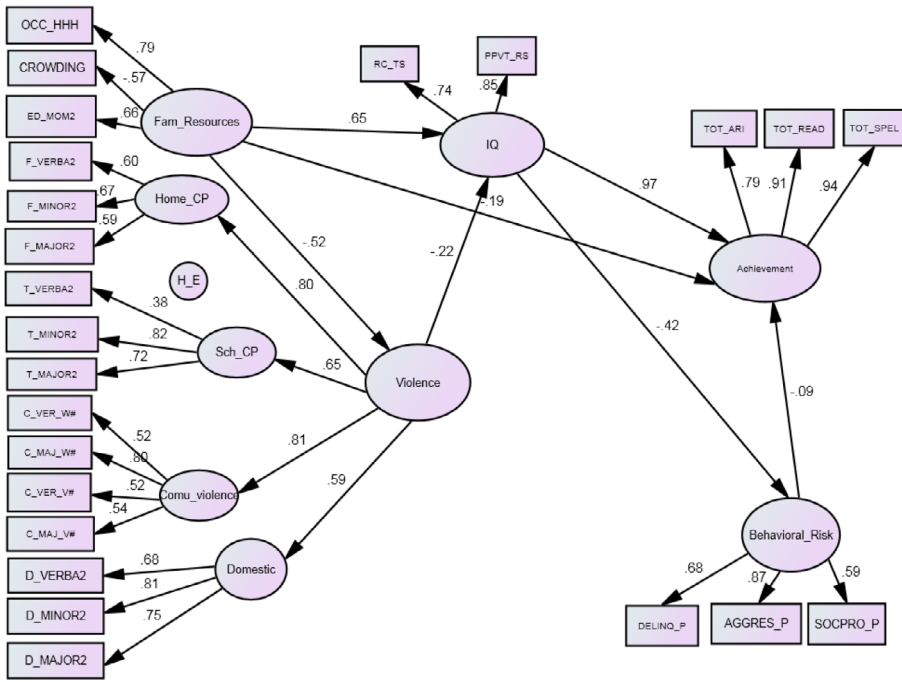 OCC_HHH
.79
CROWDING
-.57
ED_MOM2
.66
Fam_Resources
F_VERBA2
.60
F_MINOR2
.67
Home_CP
F_MAJOR2
.59
H_E
T_VERBA2
.38
T_MINOR2
.82
Sch_CP
T_MAJOR2
.72
C_VER_W#
.52
C_MAJ_W#
.80
C_VER_V#
.52
Comu_violence
C_MAJ_V#
.54
D_VERBA2
.68
Domestic
D_MINOR2
.81
D_MAJOR2
.75
.65
-.52
-.19
.80
.65
.81
.59
Violence
-.22
RC_TS
.74
PPVT_RS
.85
IQ
.97
-.42
TOT_ARI
TOT_READ
TOT_SPEL
.79
.91
.94
Achievement
-.09
Behavioral_Risk
.68
.87
.59
DELINQ_P
AGGRES_P
SOCPRO_P